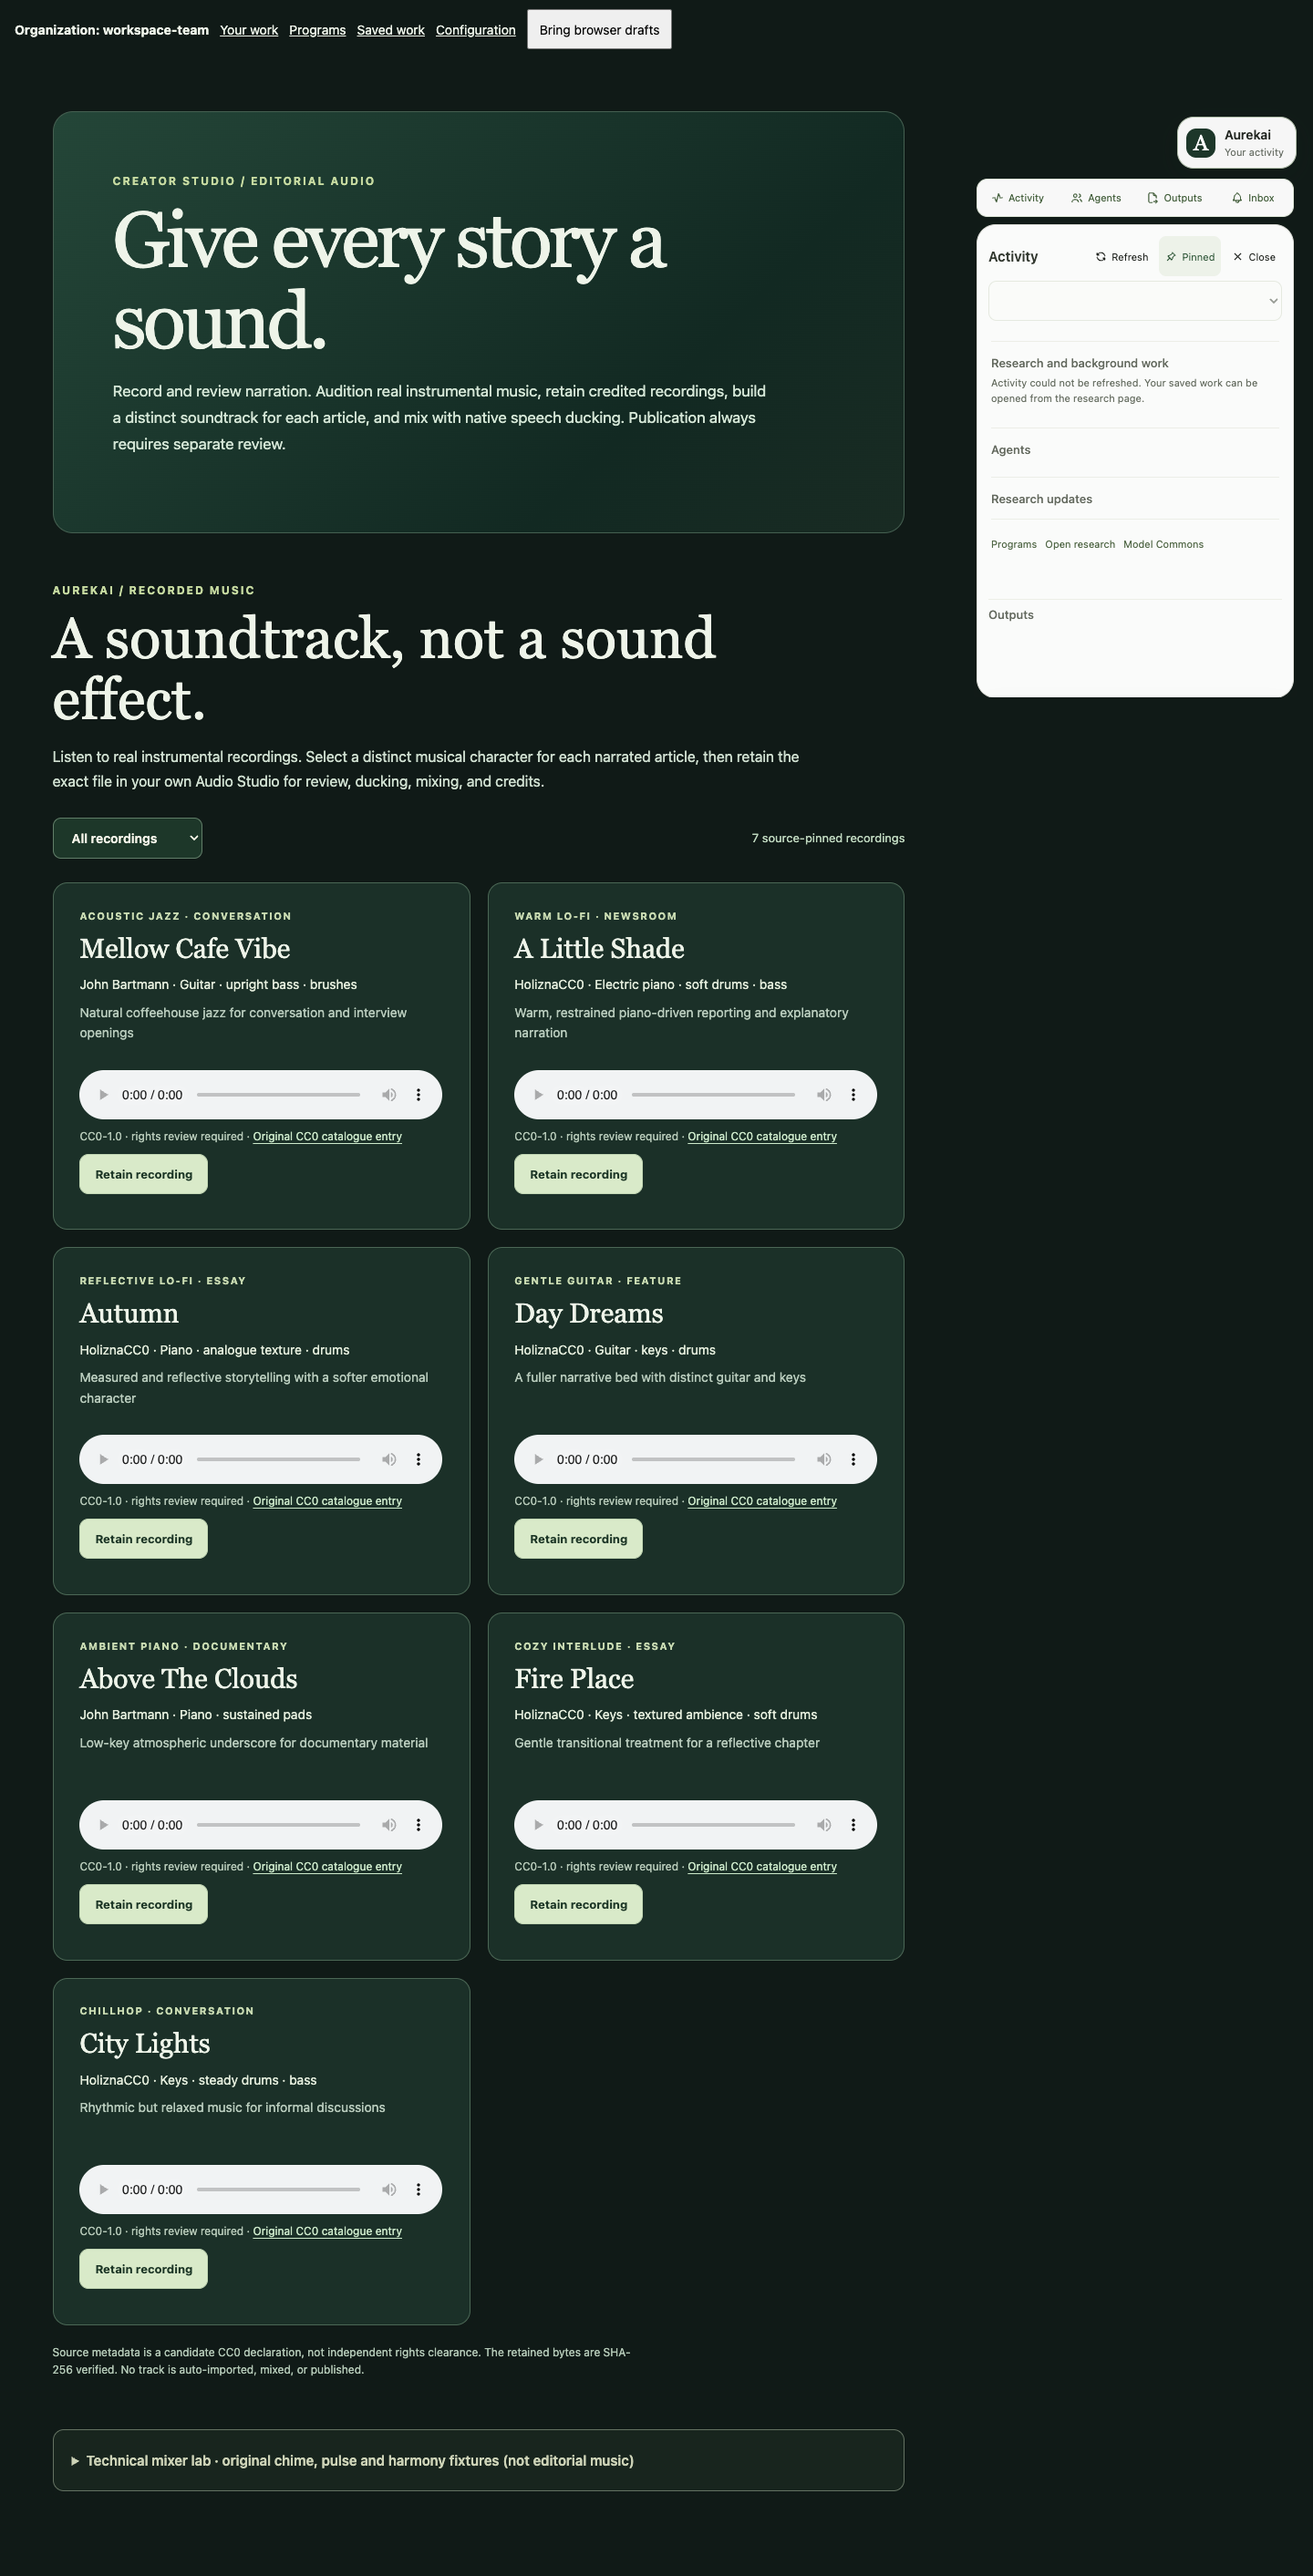 Organization: workspace-team Your work Programs Saved work Configuration Bring browser drafts
CREATOR STUDIO / EDITORIAL AUDIO
Give every story a
sound.
Record and review narration. Audition real instrumental music, retain credited recordings, build
a distinct soundtrack for each article, and mix with native speech ducking. Publication always
requires separate review.
A
Aurekai
Your activity
Activity Agents Outputs Inbox
Activity Refresh Pinned Close
Research and background work
Activity could not be refreshed. Your saved work can be
opened from the research page.
Agents
Research updates
Programs Open research Model Commons
Outputs
AUREKAI / RECORDED MUSIC
A soundtrack, not a sound
effect.
Listen to real instrumental recordings. Select a distinct musical character for each narrated article, then retain the
exact file in your own Audio Studio for review, ducking, mixing, and credits.
All recordings
7 source-pinned recordings
ACOUSTIC JAZZ · CONVERSATION
Mellow Cafe Vibe
John Bartmann · Guitar · upright bass · brushes
Natural coffeehouse jazz for conversation and interview
openings
0:00 / 0:00
CC0-1.0 · rights review required · Original CC0 catalogue entry
Retain recording
WARM LO-FI · NEWSROOM
A Little Shade
HoliznaCC0 · Electric piano · soft drums · bass
Warm, restrained piano-driven reporting and explanatory
narration
0:00 / 0:00
CC0-1.0 · rights review required · Original CC0 catalogue entry
Retain recording
REFLECTIVE LO-FI · ESSAY
Autumn
HoliznaCC0 · Piano · analogue texture · drums
Measured and reflective storytelling with a softer emotional
character
0:00 / 0:00
CC0-1.0 · rights review required · Original CC0 catalogue entry
Retain recording
GENTLE GUITAR · FEATURE
Day Dreams
HoliznaCC0 · Guitar · keys · drums
A fuller narrative bed with distinct guitar and keys
0:00 / 0:00
CC0-1.0 · rights review required · Original CC0 catalogue entry
Retain recording
AMBIENT PIANO · DOCUMENTARY
Above The Clouds
John Bartmann · Piano · sustained pads
Low-key atmospheric underscore for documentary material
0:00 / 0:00
CC0-1.0 · rights review required · Original CC0 catalogue entry
Retain recording
COZY INTERLUDE · ESSAY
Fire Place
HoliznaCC0 · Keys · textured ambience · soft drums
Gentle transitional treatment for a reflective chapter
0:00 / 0:00
CC0-1.0 · rights review required · Original CC0 catalogue entry
Retain recording
CHILLHOP · CONVERSATION
City Lights
HoliznaCC0 · Keys · steady drums · bass
Rhythmic but relaxed music for informal discussions
0:00 / 0:00
CC0-1.0 · rights review required · Original CC0 catalogue entry
Retain recording
Source metadata is a candidate CC0 declaration, not independent rights clearance. The retained bytes are SHA-
256 verified. No track is auto-imported, mixed, or published.
Technical mixer lab · original chime, pulse and harmony fixtures (not editorial music)